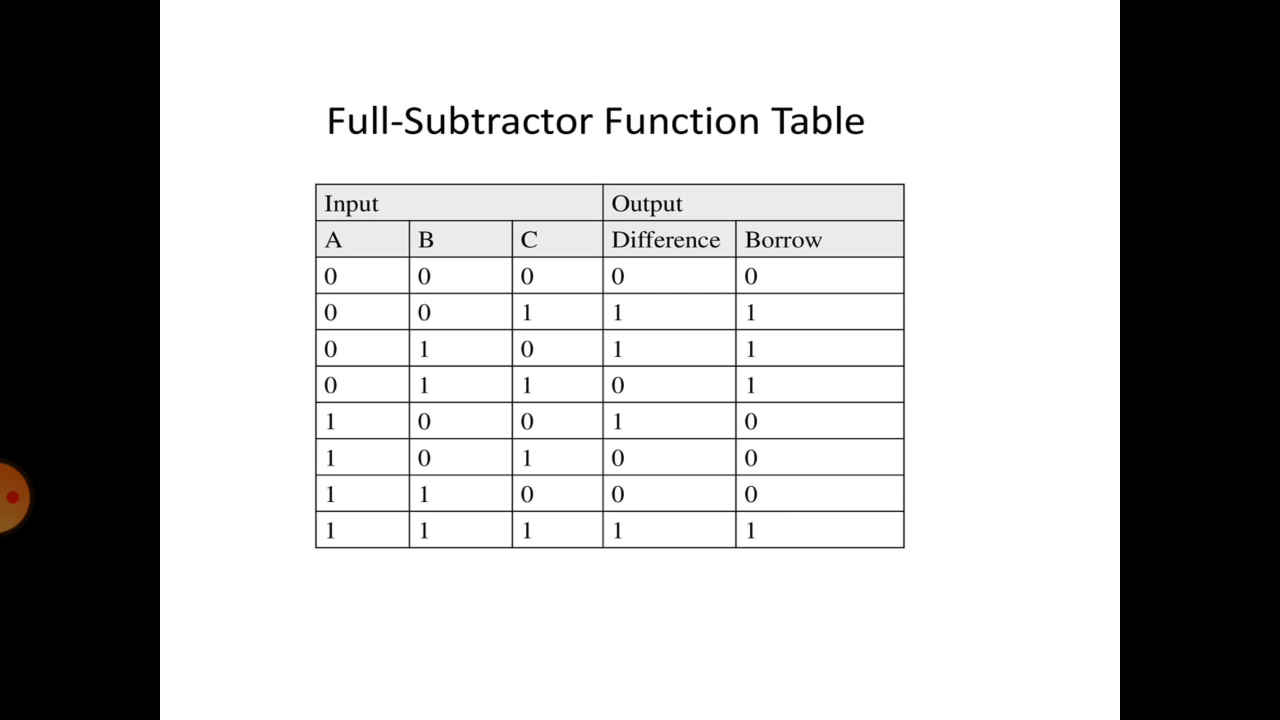 Full-Subtractor Function Table
Input Output
A B C Difference Borrow
0 0 0 0 0
0 0 1 1 1
0 1 0 1 1
0 1 1 0 1
1 0 0 1 0
1 0 1 0 0
1 1 0 0 0
1 1 1 1 1